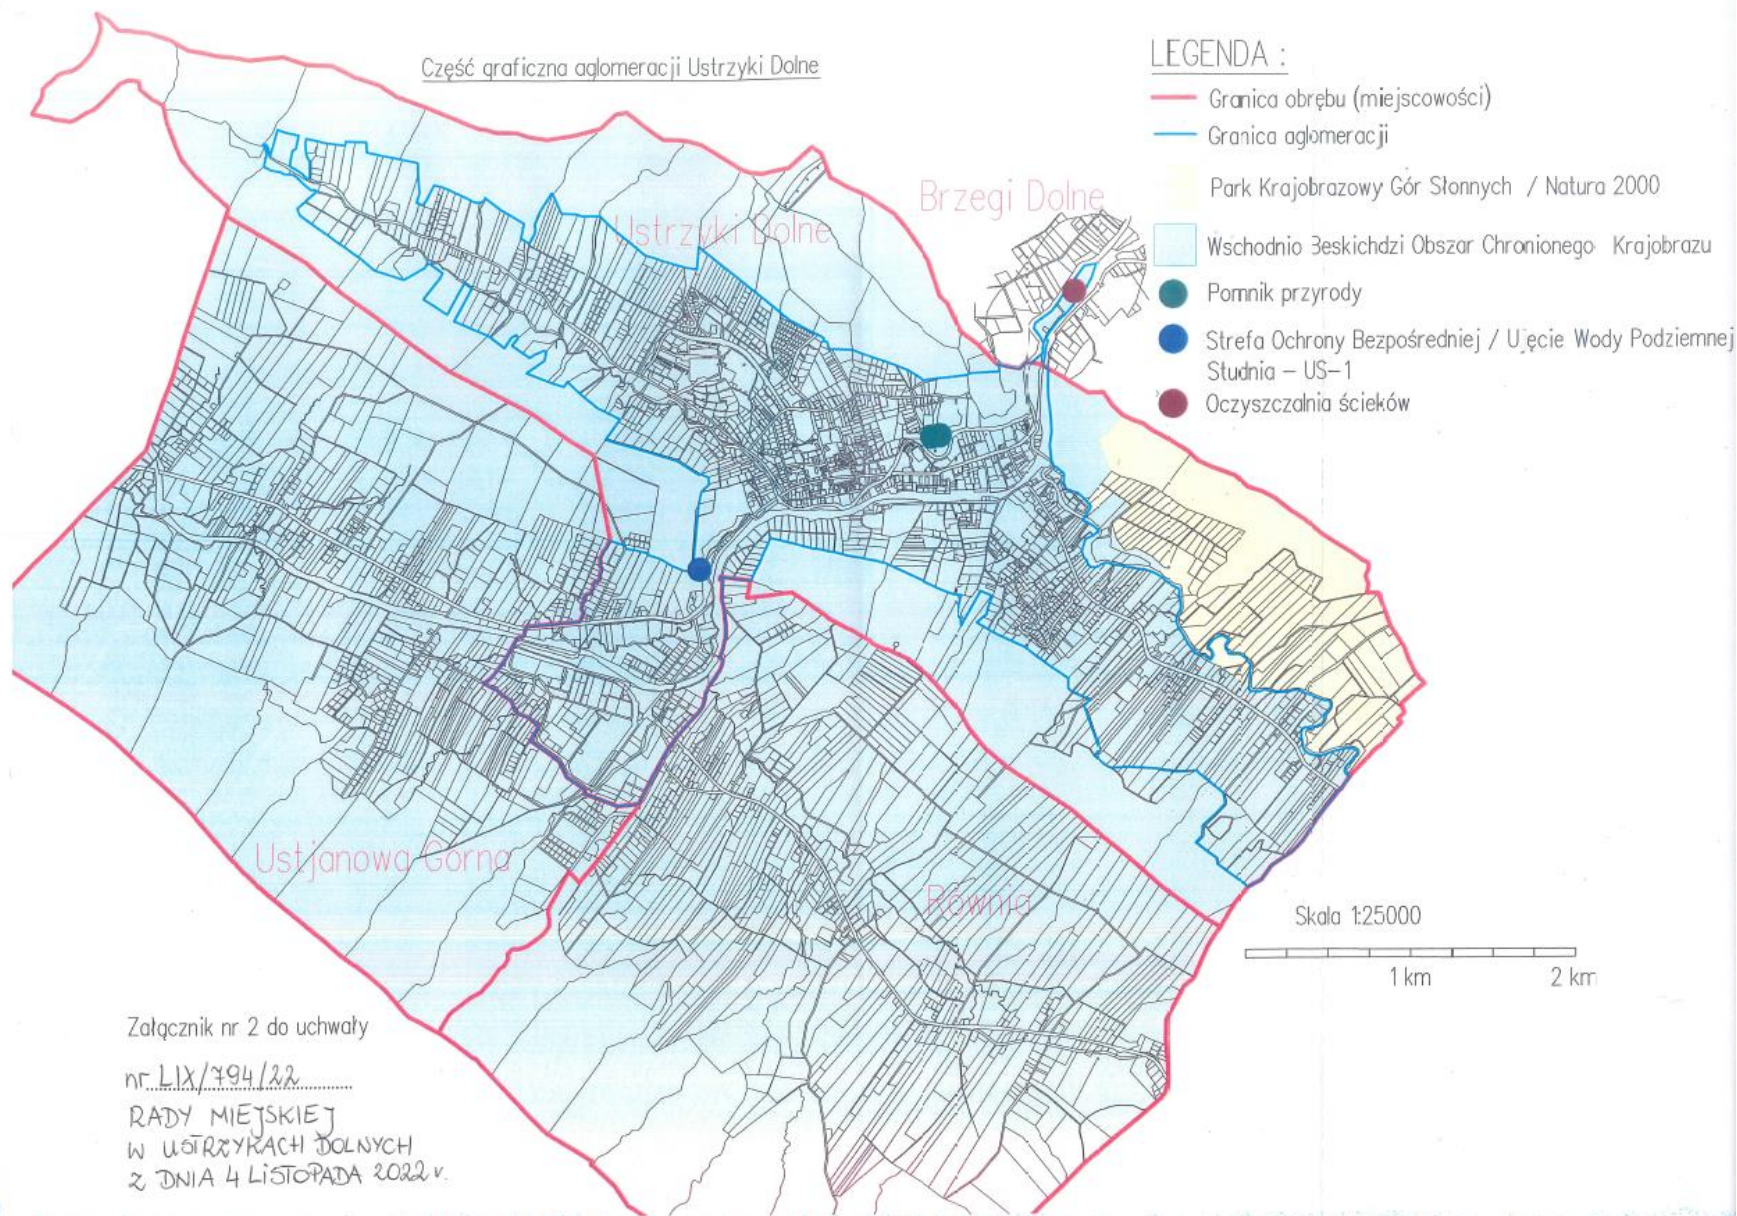 Część graficzna aglomeracji Ustrzyki Dolne
LEGENDA :
Granica obrębu (miejscowości)
Granica aglomeracji
Park Krajobrazowy Gór Słonnych / Natura 2000
Wschodnio Beskichdzi Obszar Chronionego Krajobrazu
Pomnik przyrody
Strefa Ochrony Bezpośredniej / Ujęcie Wody Podziemnej
Studnia – US–1
Oczyszczalnia ścieków
Brzegi Dolne
Ustrzyki Dolne
Ustjanowa Górna
Równia
Skala 1:25000
1 km 2 km
Załącznik nr 2 do uchwały
nr LIX/794/22
RADY MIEJSKIEJ
W USTRZYKACH DOLNYCH
Z DNIA 4 LISTOPADA 2022 r.